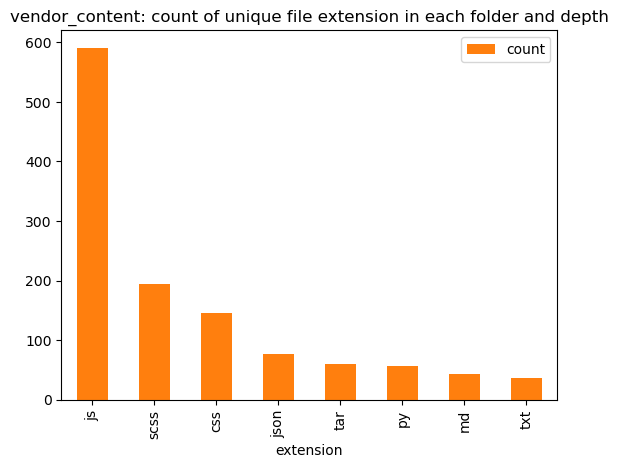 vendor_content: count of unique file extension in each folder and depth
count
600
500
400
300
200
100
0
js
scss
css
json
tar
py
md
txt
extension